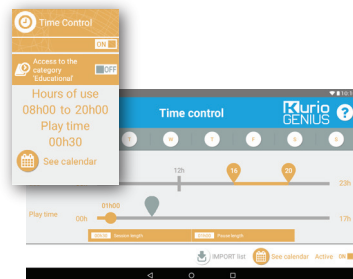 Time Control
ON
Access to the
category
'Educational'
OFF
Hours of use
08h00 to 20h00
Play time
00h30
See calendar
Time control
Kurio
GENIUS
?
T
W
T
F
S
S
12h
16
20
23h
01h00
Play time
00h
17h
Session length
Pause length
IMPORT list
See calendar
Active
ON